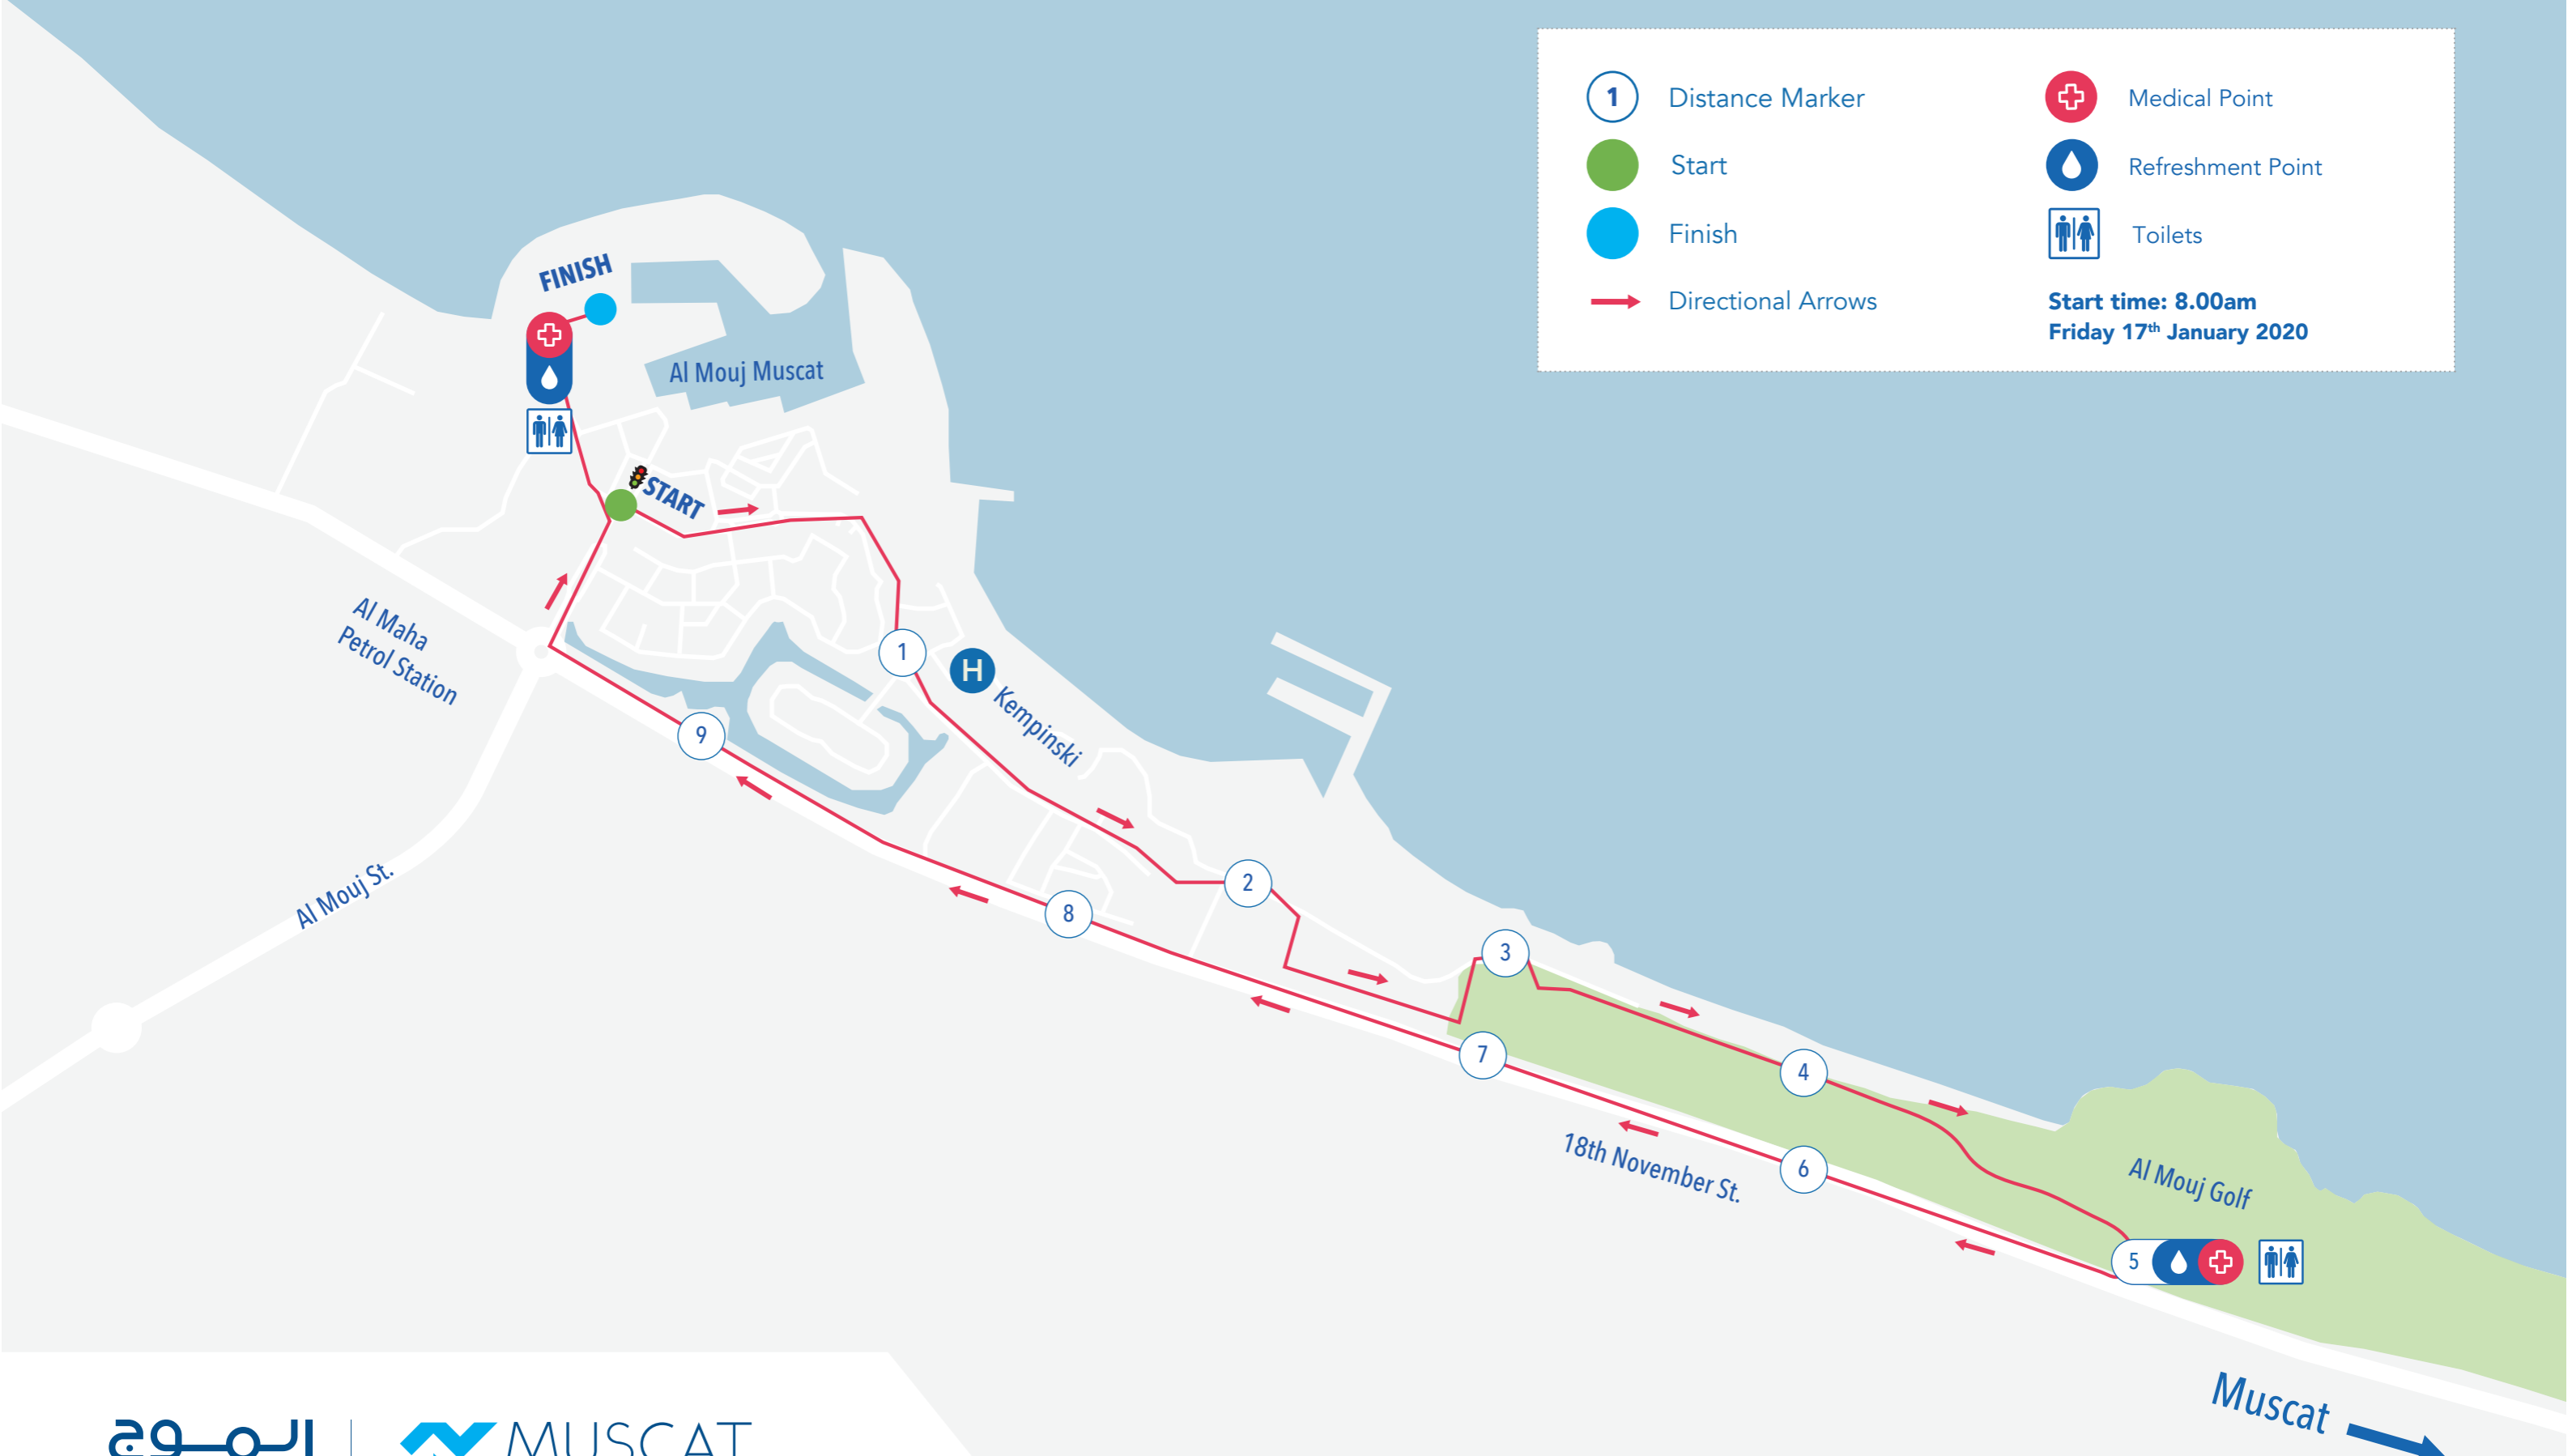 1 Distance Marker
Medical Point
Start
Refreshment Point
Finish
Toilets
Directional Arrows
Start time: 8.00am
Friday 17th January 2020
FINISH
Al Mouj Muscat
START
Al Maha
Petrol Station
1
H
Kempinski
9
Al Mouj St.
2
8
3
7
4
18th November St.
6
Al Mouj Golf
5
Muscat
الموج
MUSCAT